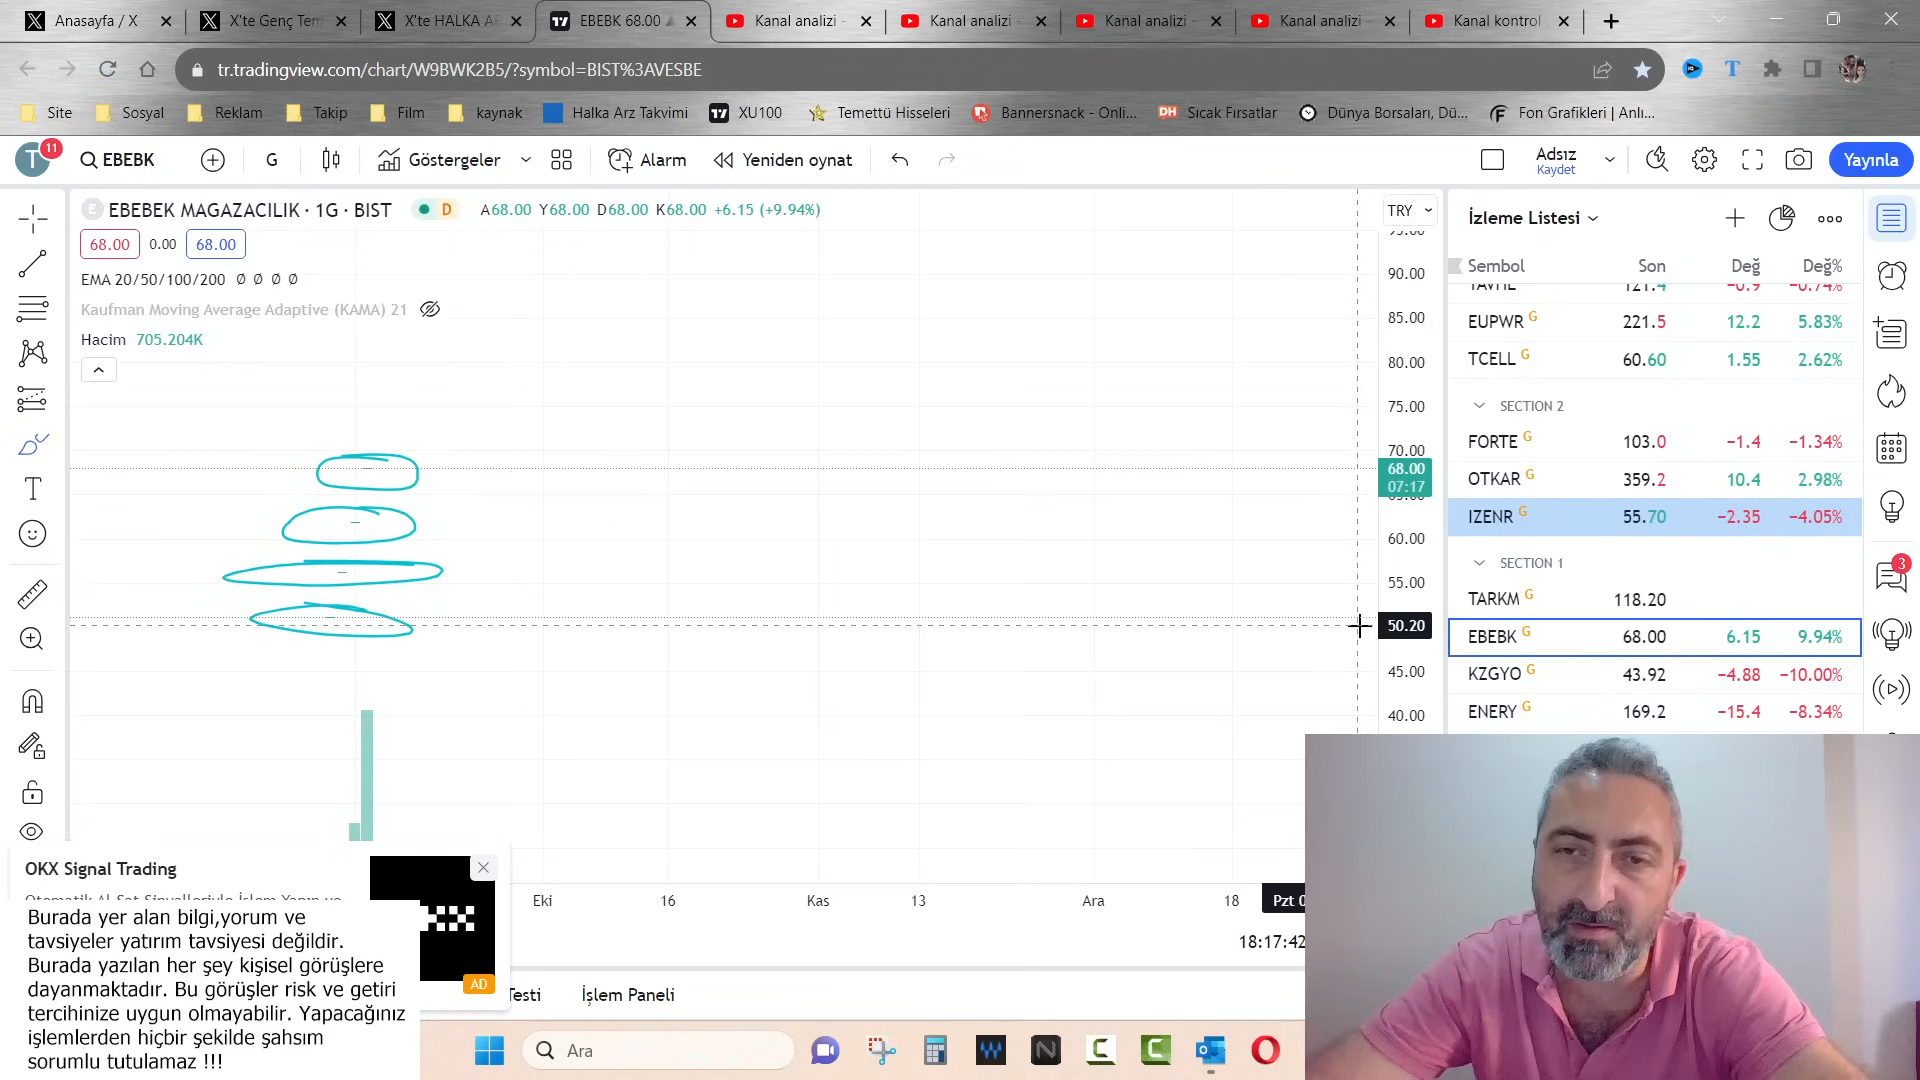 Anasayfa / X
X'te Genç Tem
X'te HALKA A
EBEBK 68.00
Kanal analizi -
Kanal analizi -
Kanal analizi -
Kanal analizi
Kanal kontrol
tr.tradingview.com/chart/W9BWK2B5/?symbol=BIST%3AVESBE
Site
Sosyal
Reklam
Takip
Film
kaynak
Halka Arz Takvimi
XU100
Temettü Hisseleri
Bannersnack - Onli...
Sıcak Fırsatlar
Dünya Borsaları, Dü...
Fon Grafikleri | Anlı...
T 11
EBEBK
G
Göstergeler
Alarm
Yeniden oynat
Adsız
Kaydet
Yayınla
E EBEBEK MAGAZACILIK · 1G · BIST
D
A68.00 Y68.00 D68.00 K68.00 +6.15 (+9.94%)
68.00 0.00 68.00
EMA 20/50/100/200 Ø Ø Ø Ø
Kaufman Moving Average Adaptive (KAMA) 21
Hacim 705.204K
TRY
90.00
85.00
80.00
75.00
70.00
68.00
07:17
60.00
55.00
50.20
45.00
40.00
İzleme Listesi
Sembol Son Değ Değ%
EUPWR G 221.5 12.2 5.83%
TCELL G 60.60 1.55 2.62%
SECTION 2
FORTE G 103.0 −1.4 −1.34%
OTKAR G 359.2 10.4 2.98%
IZENR G 55.70 −2.35 −4.05%
SECTION 1
TARKM G 118.20
EBEBK G 68.00 6.15 9.94%
KZGYO G 43.92 −4.88 −10.00%
ENERY G 169.2 −15.4 −8.34%
3
Eki 16 Kas 13 Ara 18 Pzt 0
18:17:42
OKX Signal Trading
AD
Burada yer alan bilgi,yorum ve
tavsiyeler yatırım tavsiyesi değildir.
Burada yazılan her şey kişisel görüşlere
dayanmaktadır. Bu görüşler risk ve getiri
tercihinize uygun olmayabilir. Yapacağınız
işlemlerden hiçbir şekilde şahsım
sorumlu tutulamaz !!!
Testi
İşlem Paneli
Ara